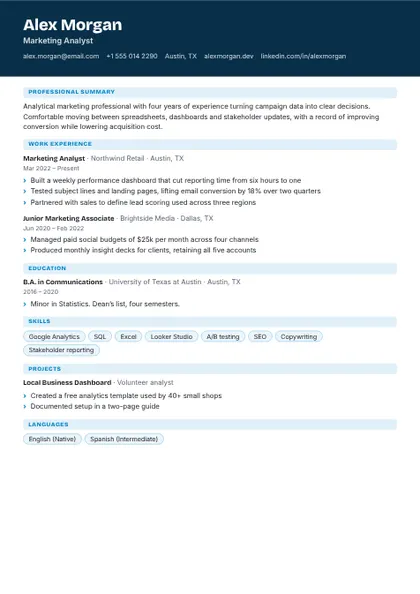 Alex Morgan
Marketing Analyst
alex.morgan@email.com +1 555 014 2290 Austin, TX alexmorgan.dev linkedin.com/in/alexmorgan
PROFESSIONAL SUMMARY
Analytical marketing professional with four years of experience turning campaign data into clear decisions.
Comfortable moving between spreadsheets, dashboards and stakeholder updates, with a record of improving
conversion while lowering acquisition cost.
WORK EXPERIENCE
Marketing Analyst · Northwind Retail · Austin, TX
Mar 2022 – Present
› Built a weekly performance dashboard that cut reporting time from six hours to one
› Tested subject lines and landing pages, lifting email conversion by 18% over two quarters
› Partnered with sales to define lead scoring used across three regions
Junior Marketing Associate · Brightside Media · Dallas, TX
Jun 2020 – Feb 2022
› Managed paid social budgets of $25k per month across four channels
› Produced monthly insight decks for clients, retaining all five accounts
EDUCATION
B.A. in Communications · University of Texas at Austin · Austin, TX
2016 – 2020
› Minor in Statistics. Dean's list, four semesters.
SKILLS
Google Analytics SQL Excel Looker Studio A/B testing SEO Copywriting
Stakeholder reporting
PROJECTS
Local Business Dashboard · Volunteer analyst
› Created a free analytics template used by 40+ small shops
› Documented setup in a two-page guide
LANGUAGES
English (Native) Spanish (Intermediate)